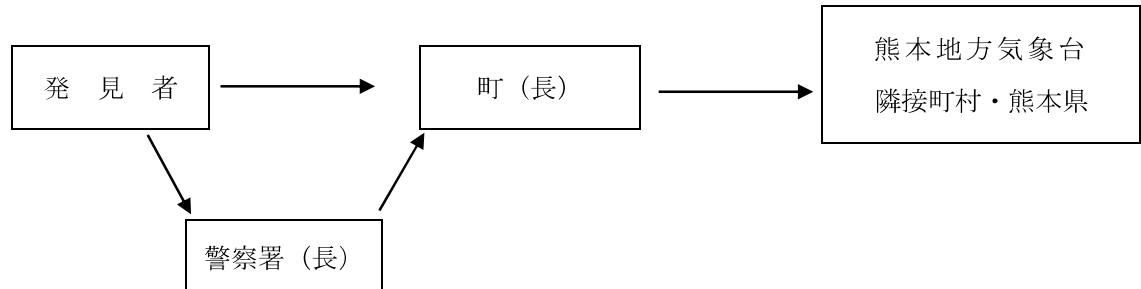 発見者
町（長）
熊本地方気象台
隣接町村・熊本県
警察署（長）